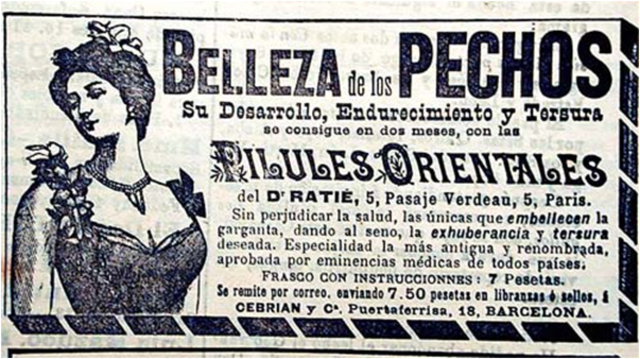 BELLEZA de los PECHOS
Su Desarrollo, Endurecimiento y Tersura
se consigue en dos meses, con las
PILULES ORIENTALES
del Dr RATIÉ, 5, Pasaje Verdeau, 5, Paris.
Sin perjudicar la salud, las únicas que embellecen la
garganta, dando al seno, la exhuberancia y tersura
deseada. Especialidad la más antigua y renombrada,
aprobada por eminencias médicas de todos países.
FRASCO CON INSTRUCCIONNES: 7 Pesetas.
Se remite por correo, enviando 7.50 pesetas en libranzas ò sellos, á
CEBRIAN y Cª. Puertaferrisa, 18, BARCELONA.